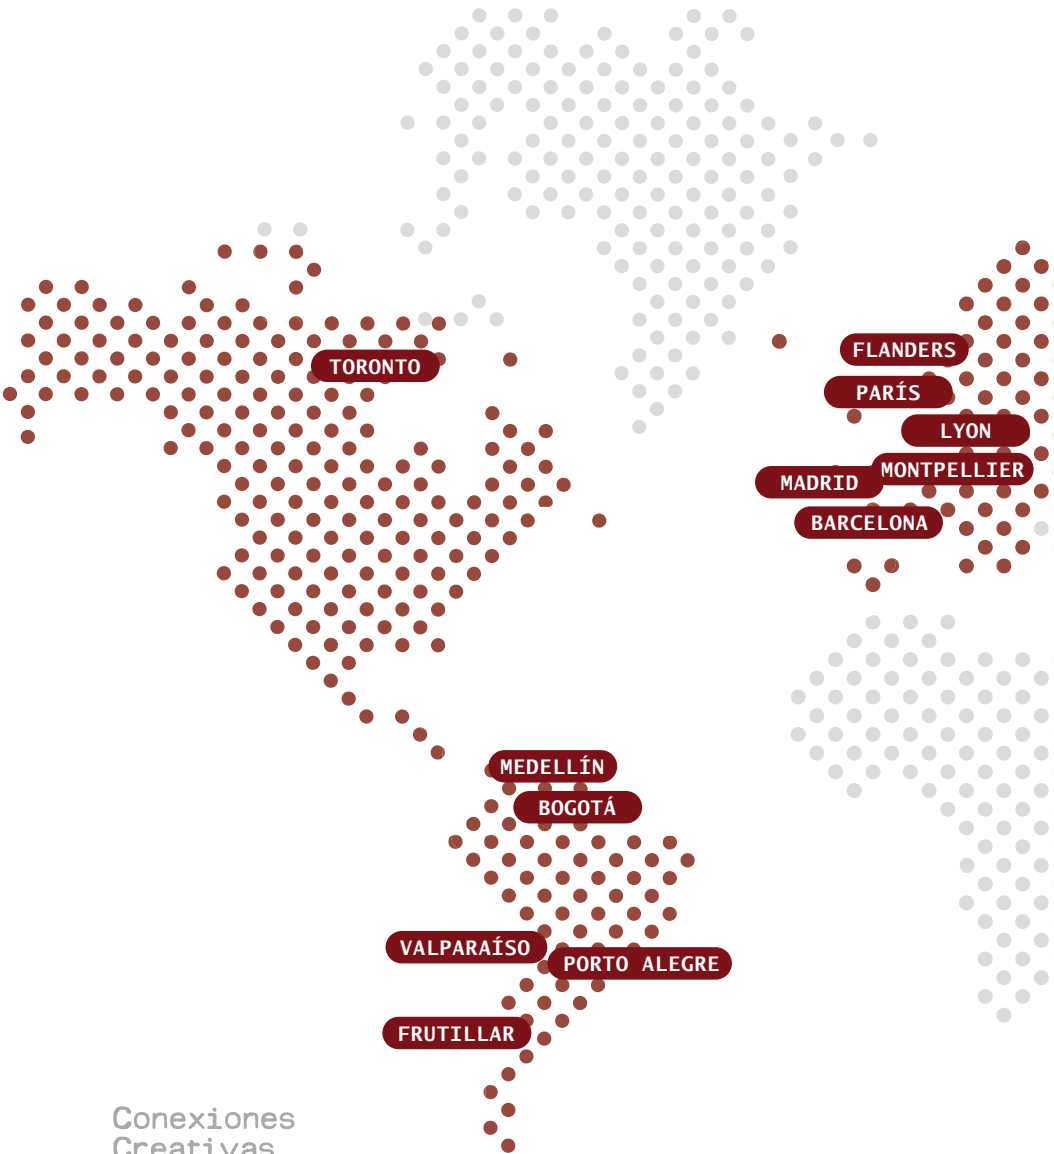 FLANDERS
TORONTO
PARÍS
LYON
MONTPELLIER
MADRID
BARCELONA
MEDELLÍN
BOGOTÁ
VALPARAÍSO
PORTO ALEGRE
FRUTILLAR
Conexiones
Creativas